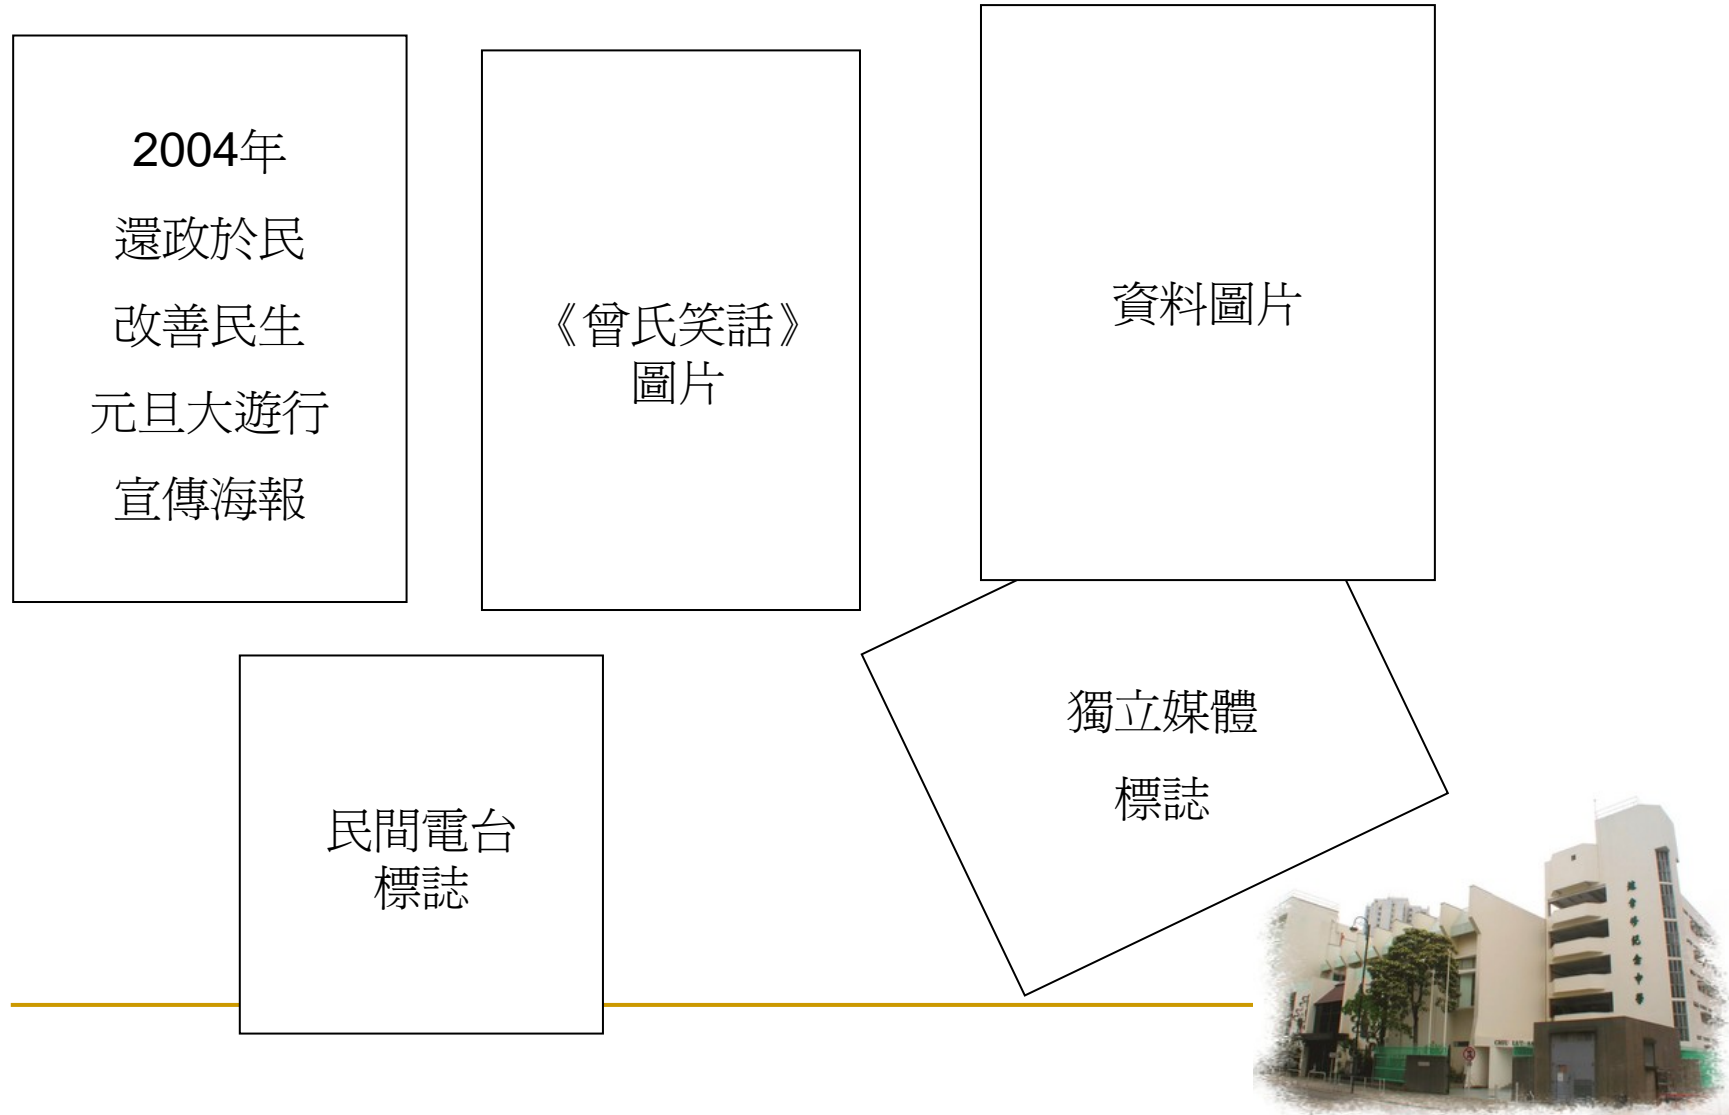 2004年
還政於民
改善民生
元旦大遊行
宣傳海報
《曾氏笑話》
圖片
資料圖片
民間電台
標誌
獨立媒體
標誌